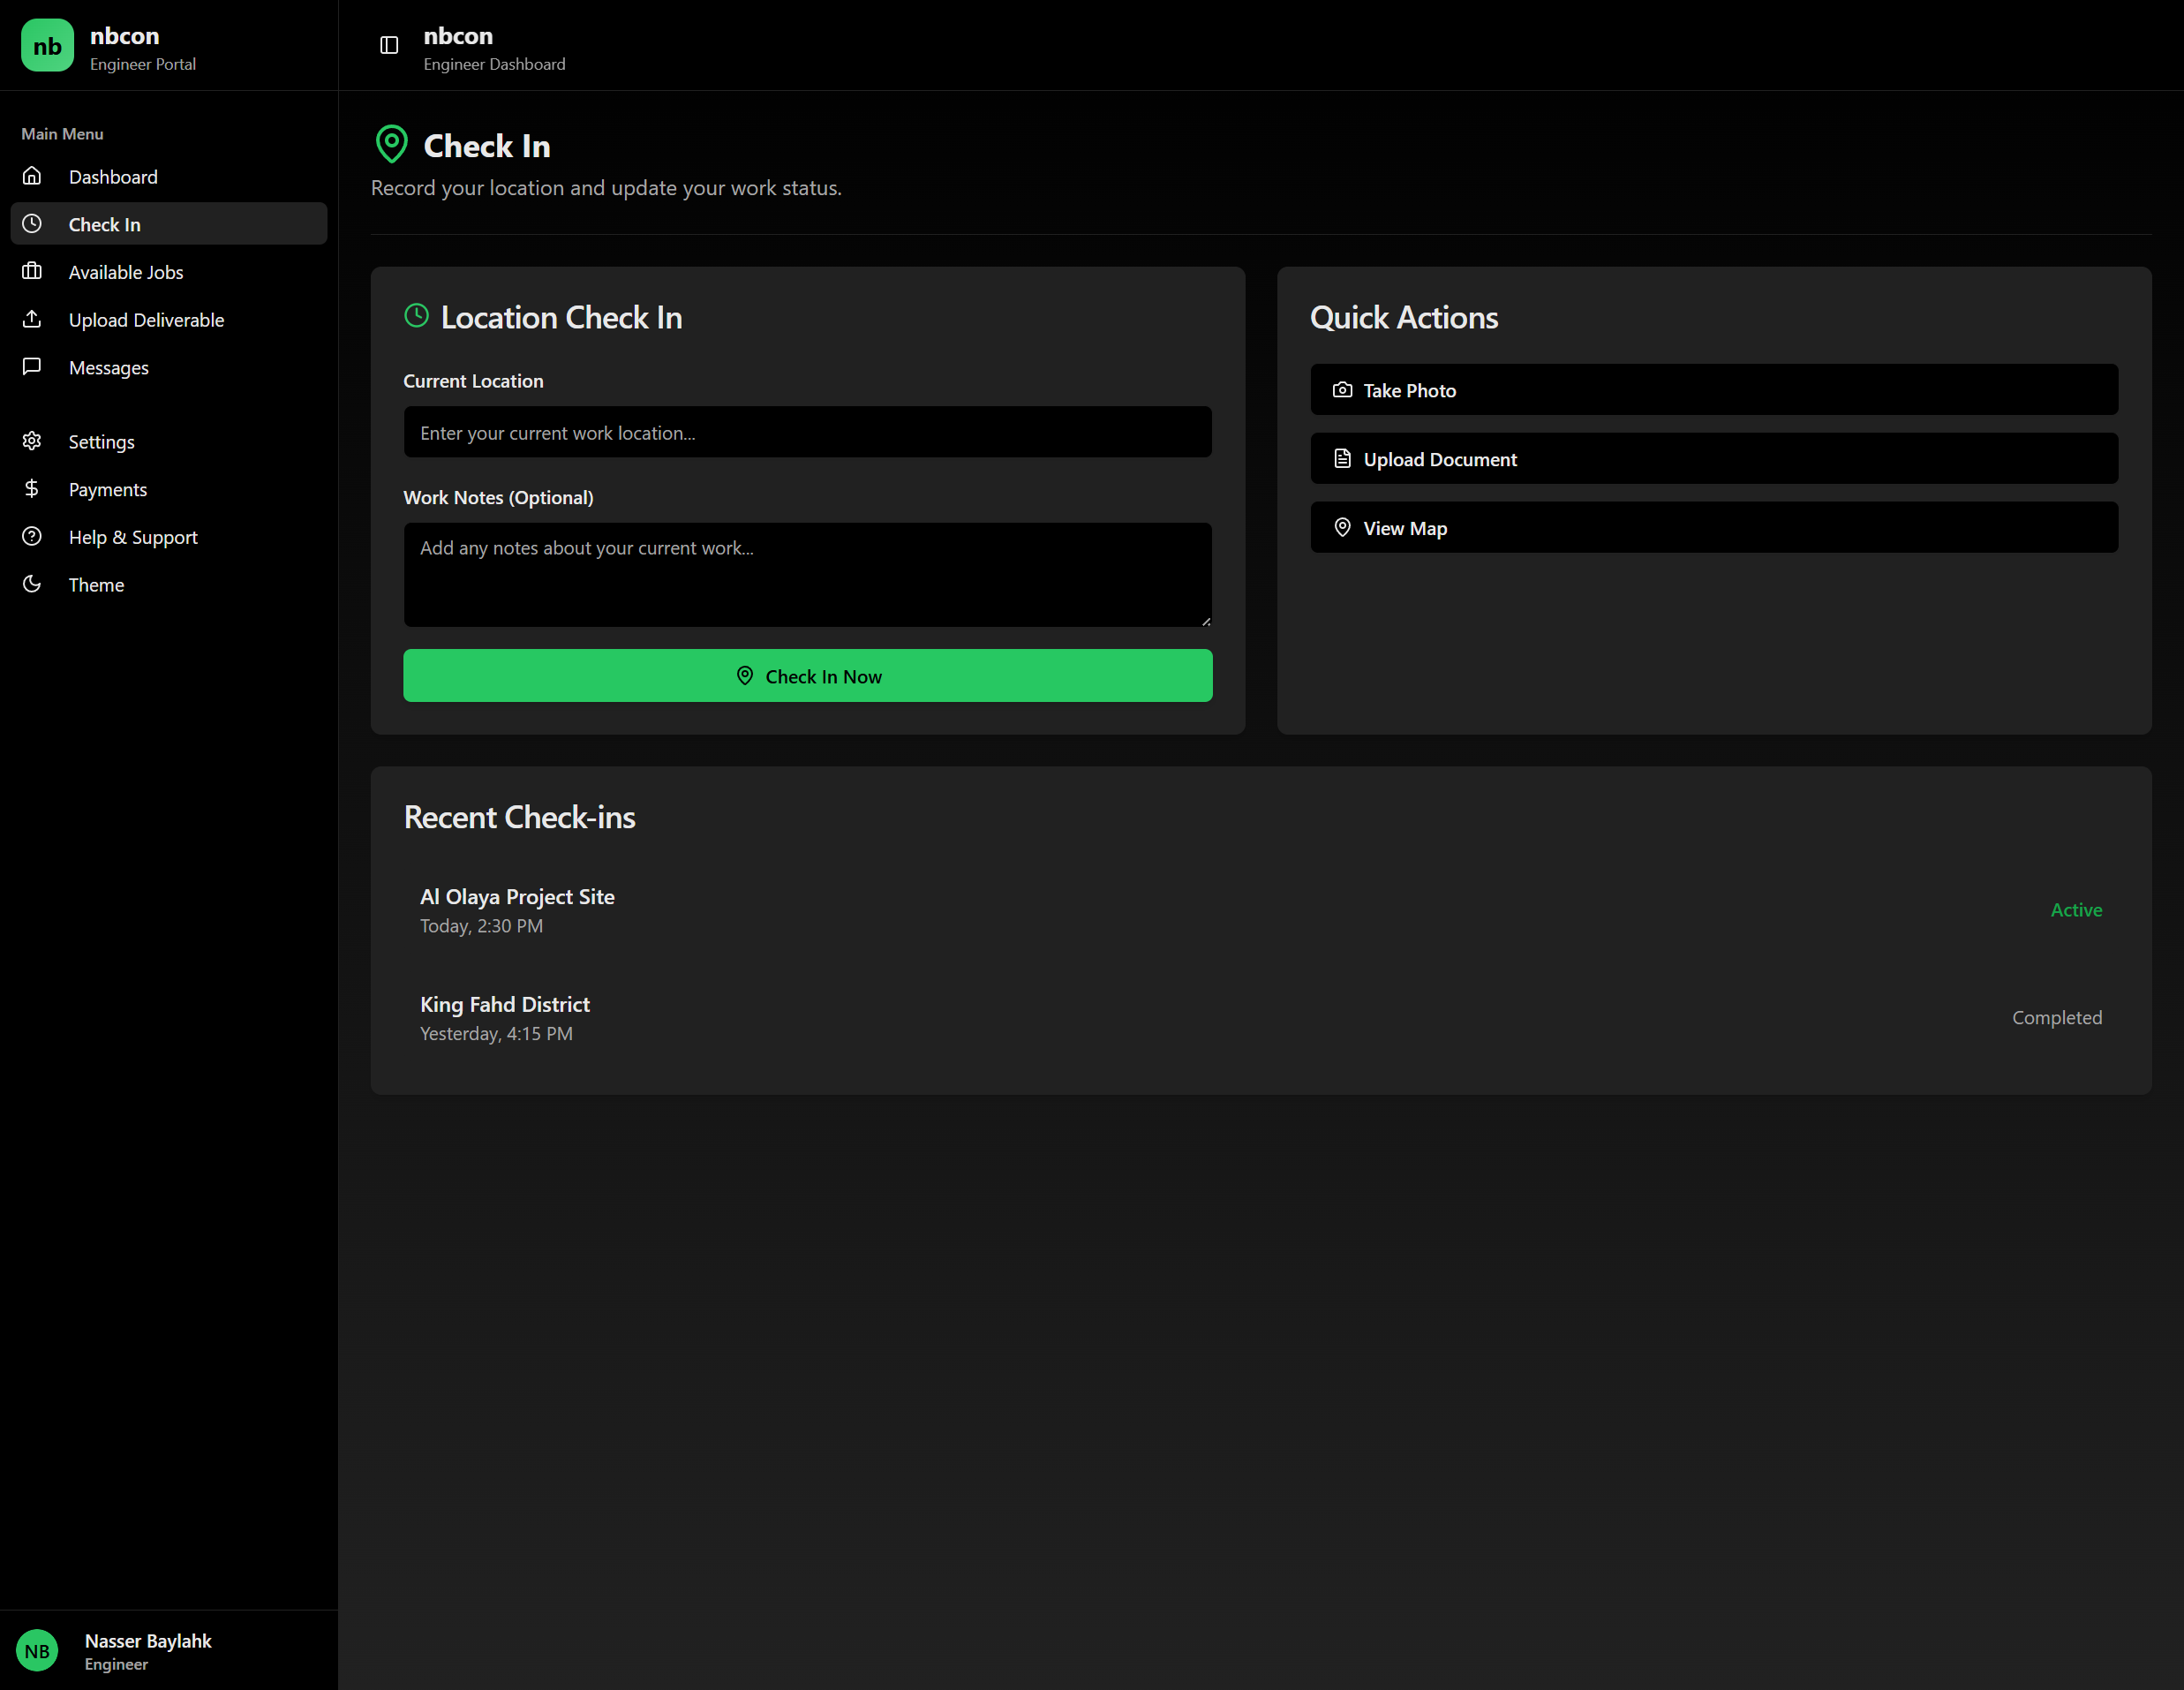 nb
nbcon
Engineer Portal
Main Menu
Dashboard
Check In
Available Jobs
Upload Deliverable
Messages
Settings
Payments
Help & Support
Theme
NB
Nasser Baylahk
Engineer
nbcon
Engineer Dashboard
Check In
Record your location and update your work status.
Location Check In
Current Location
Enter your current work location...
Work Notes (Optional)
Add any notes about your current work...
Check In Now
Quick Actions
Take Photo
Upload Document
View Map
Recent Check-ins
Al Olaya Project Site
Today, 2:30 PM
Active
King Fahd District
Yesterday, 4:15 PM
Completed